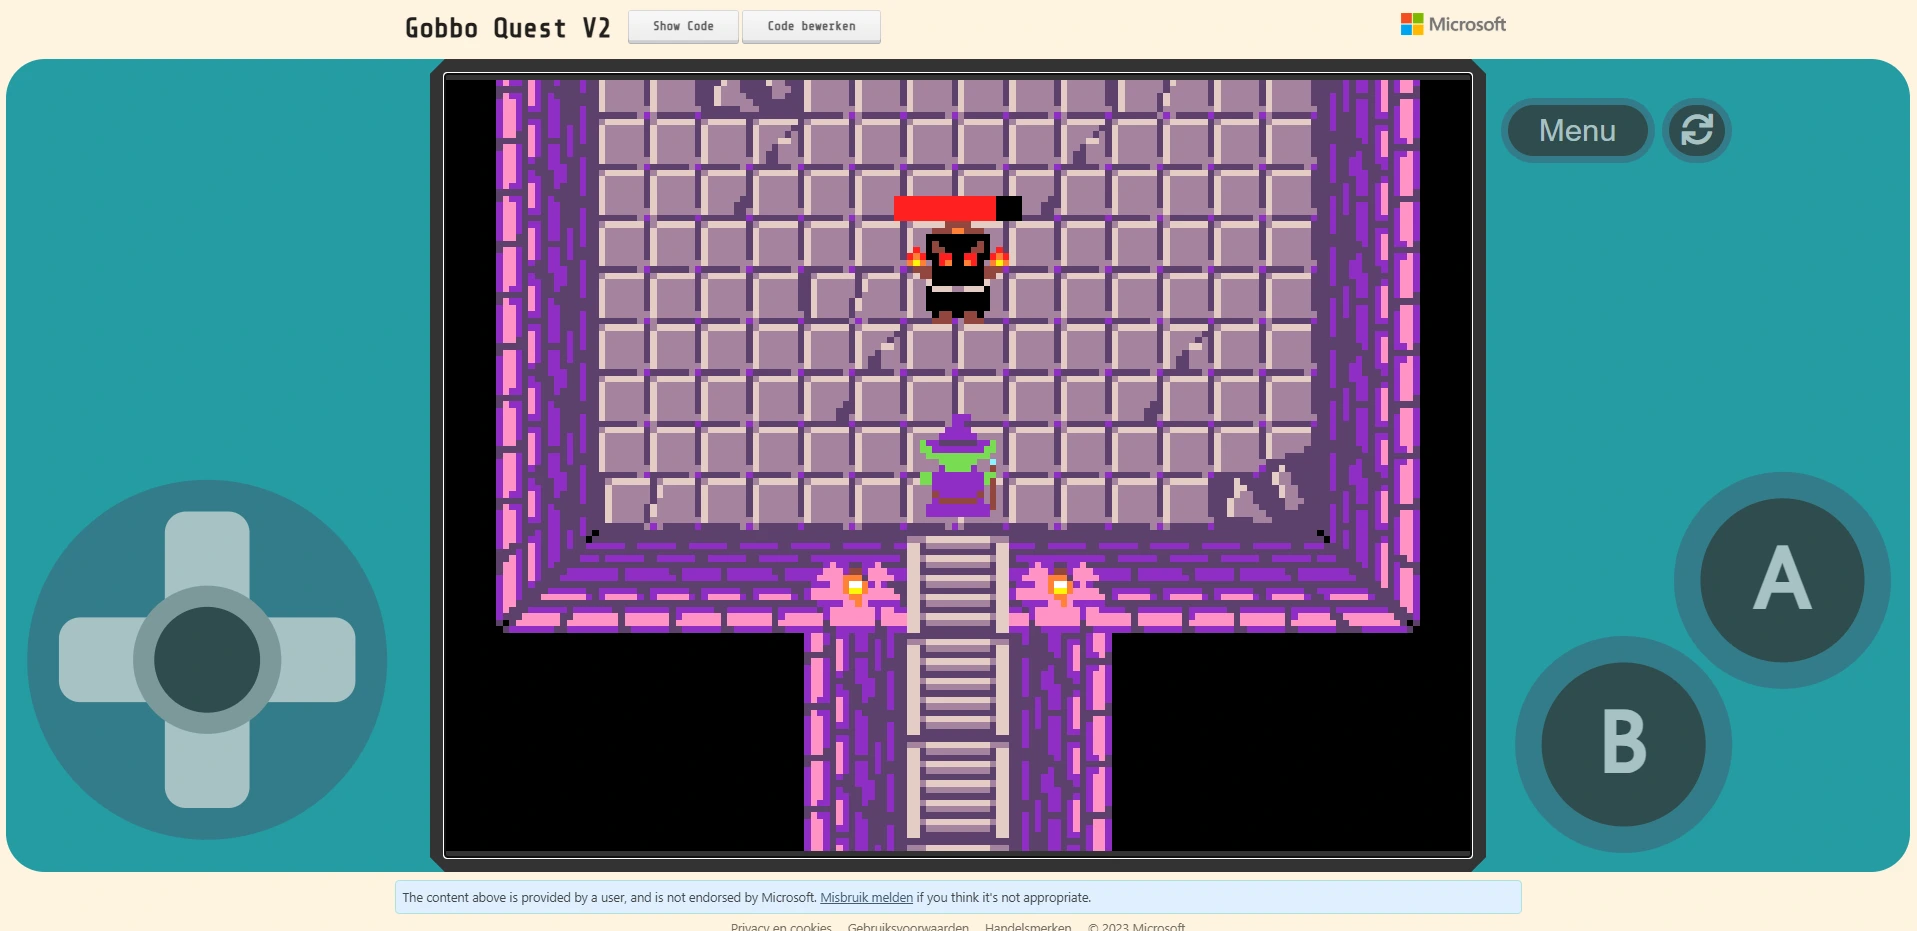 Gobbo Quest V2
Show Code
Code bewerken
Microsoft
Menu
A
B
The content above is provided by a user, and is not endorsed by Microsoft. Misbruik melden if you think it's not appropriate.
Privacy en cookies Gebruiksvoorwaarden Handelsmerken © 2023 Microsoft